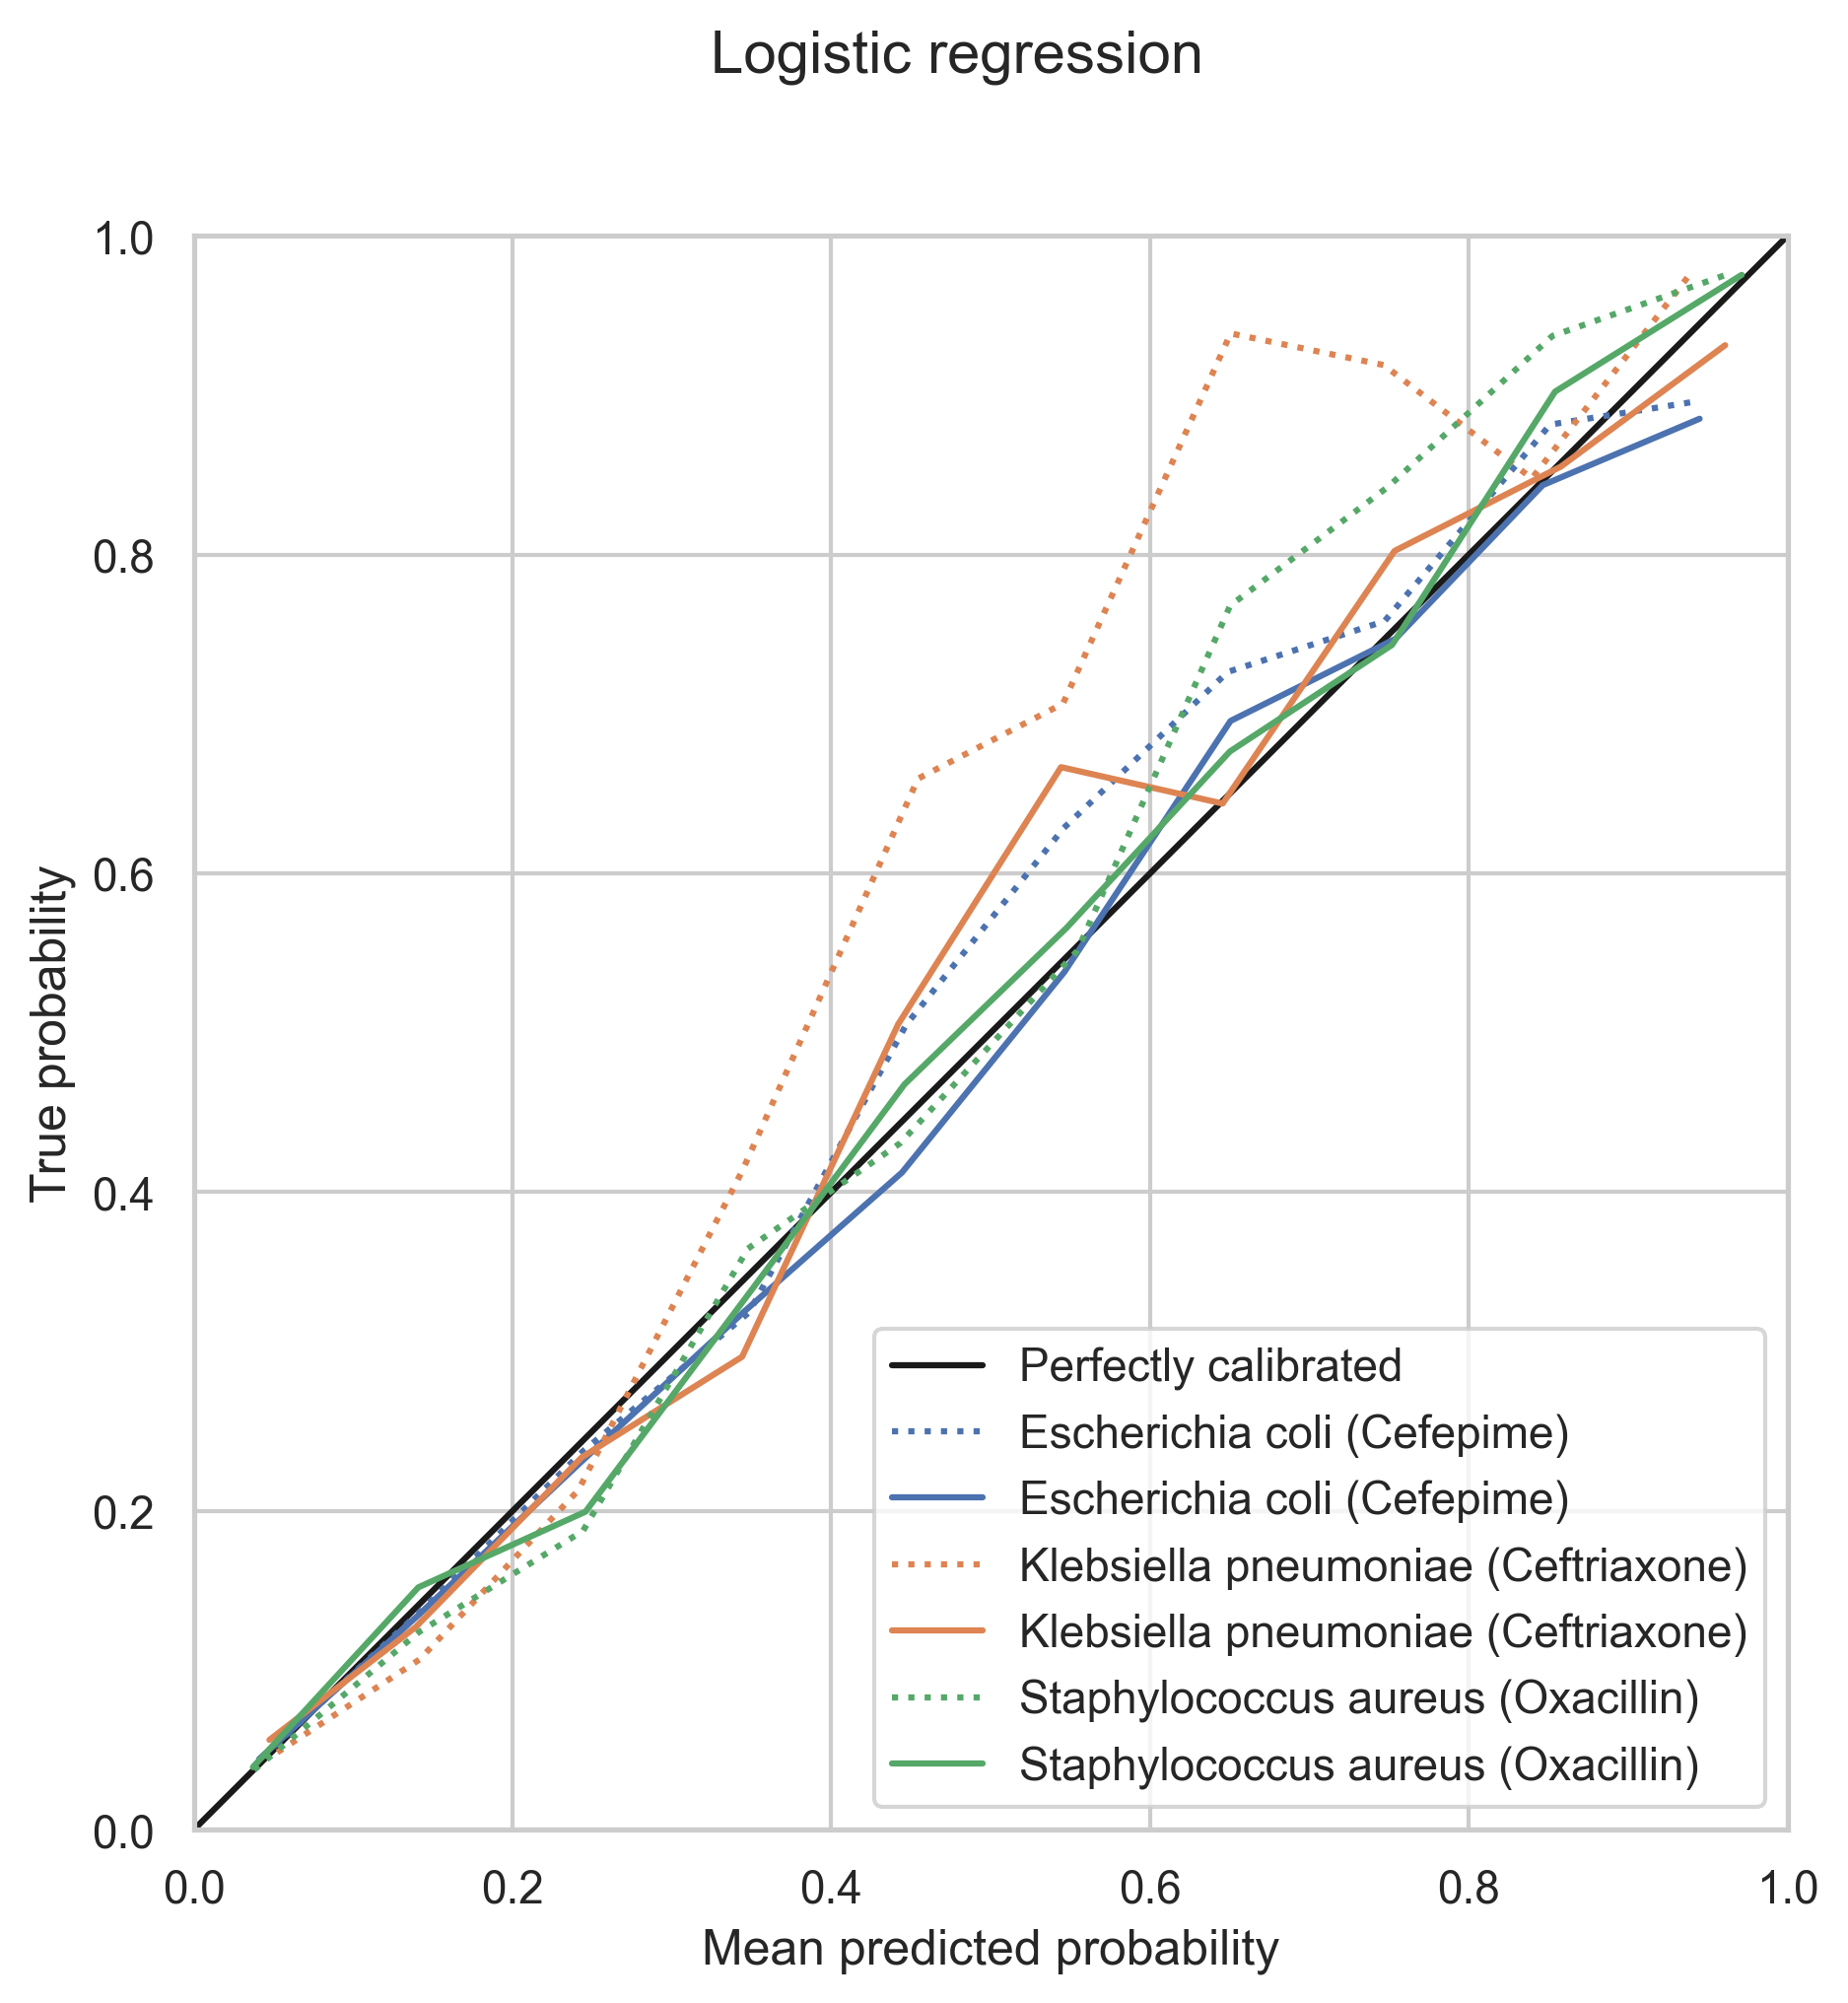 Logistic regression
1.0
0.8
0.6
0.4
0.2
0.0
True probability
Perfectly calibrated
Escherichia coli (Cefepime)
Escherichia coli (Cefepime)
Klebsiella pneumoniae (Ceftriaxone)
Klebsiella pneumoniae (Ceftriaxone)
Staphylococcus aureus (Oxacillin)
Staphylococcus aureus (Oxacillin)
0.0 0.2 0.4 0.6 0.8 1.0
Mean predicted probability